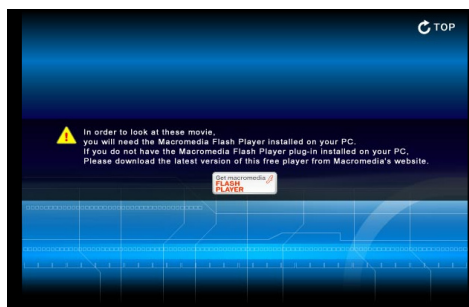 TOP
In order to look at these movie,
you will need the Macromedia Flash Player installed on your PC.
If you do not have the Macromedia Flash Player plug-in installed on your PC,
Please download the latest version of this free player from Macromedia's website.
Get macromedia
FLASH
PLAYER